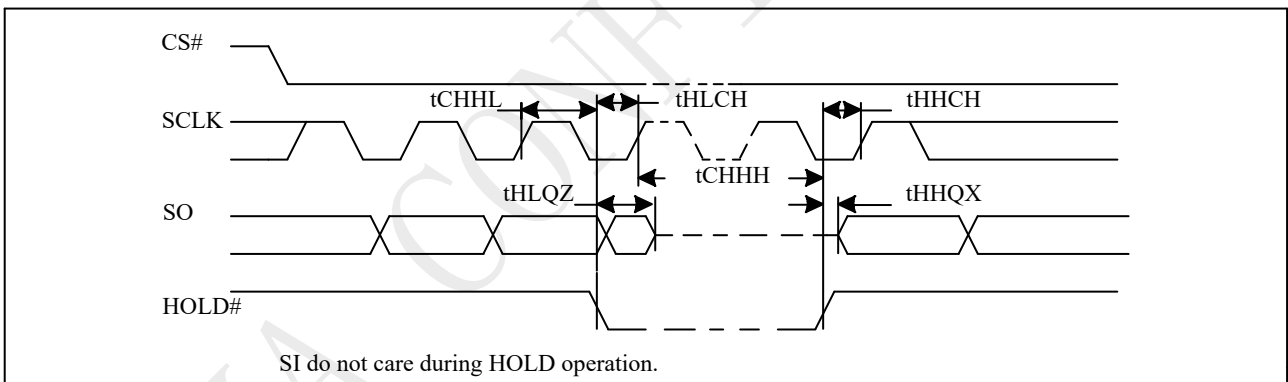 CS#
tCHHL tHLCH tHHCH
SCLK
tCHHH
tHLQZ tHHQX
SO
HOLD#
SI do not care during HOLD operation.